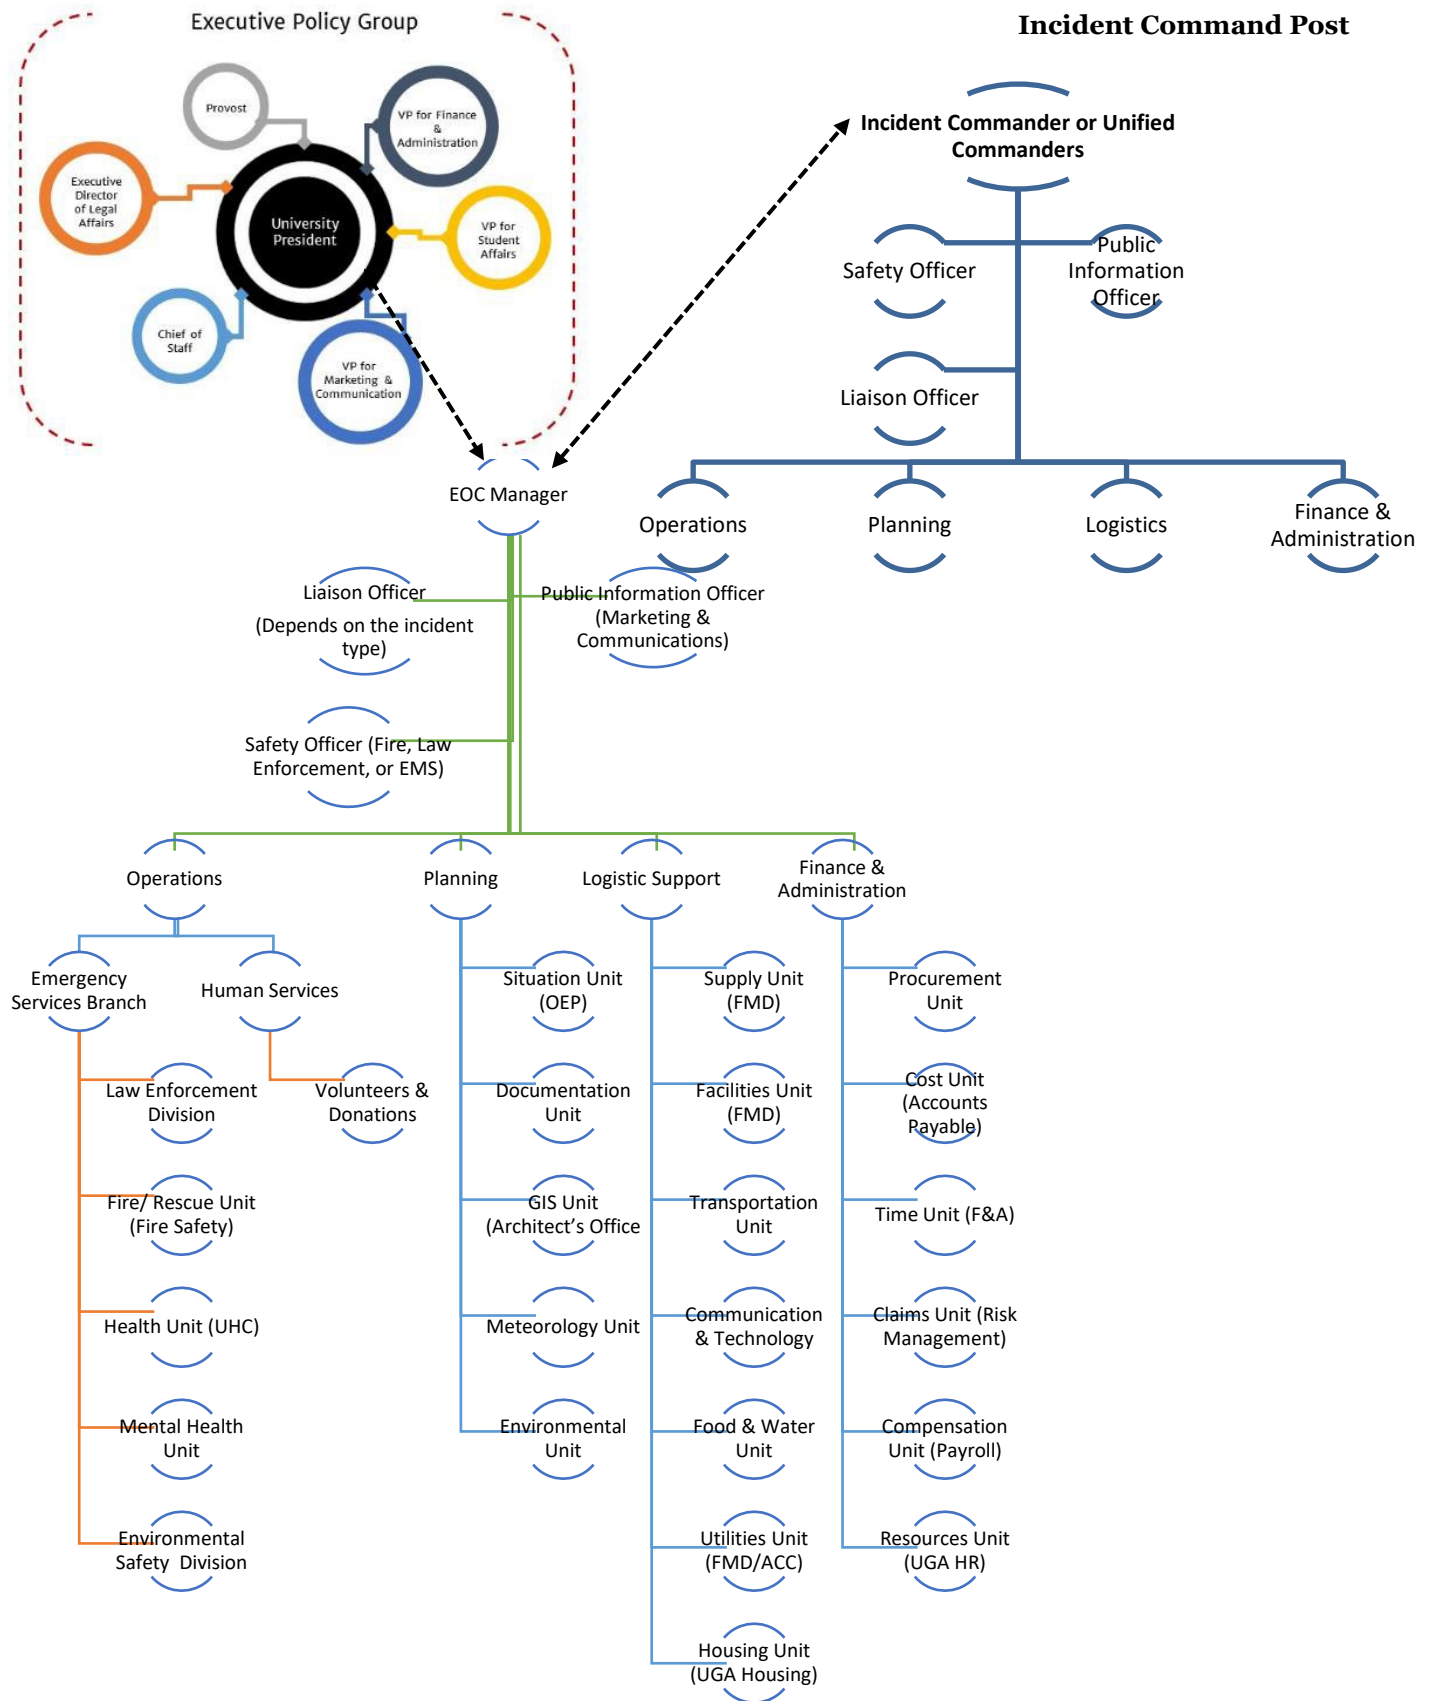 Executive Policy Group
Incident Command Post
Provost
VP for Finance
&
Administration
Executive
Director
of Legal
Affairs
University
President
VP for
Student
Affairs
Chief of
Staff
VP for
Marketing &
Communication
Incident Commander or Unified
Commanders
Safety Officer
Public
Information
Officer
Liaison Officer
Operations
Planning
Logistics
Finance &
Administration
EOC Manager
Liaison Officer
(Depends on the incident
type)
Public Information Officer
(Marketing &
Communications)
Safety Officer (Fire, Law
Enforcement, or EMS)
Operations
Planning
Logistic Support
Finance &
Administration
Emergency
Services Branch
Human Services
Law Enforcement
Division
Volunteers &
Donations
Fire/ Rescue Unit
(Fire Safety)
Health Unit (UHC)
Mental Health
Unit
Environmental
Safety Division
Situation Unit
(OEP)
Documentation
Unit
GIS Unit
(Architect’s Office
Meteorology Unit
Environmental
Unit
Supply Unit
(FMD)
Facilities Unit
(FMD)
Transportation
Unit
Communication
& Technology
Food & Water
Unit
Utilities Unit
(FMD/ACC)
Housing Unit
(UGA Housing)
Procurement
Unit
Cost Unit
(Accounts
Payable)
Time Unit (F&A)
Claims Unit (Risk
Management)
Compensation
Unit (Payroll)
Resources Unit
(UGA HR)